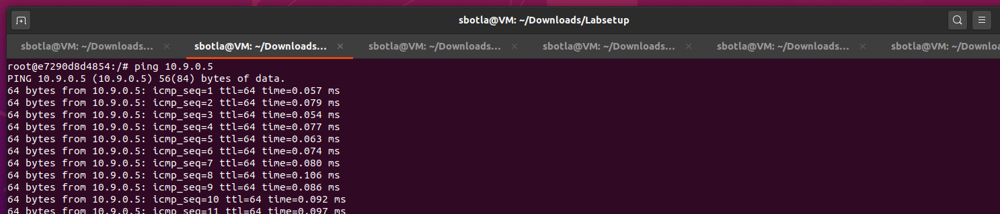 sbotla@VM: ~/Downloads/Labsetup
sbotla@VM: ~/Downloads... × sbotla@VM: ~/Downloads... × sbotla@VM: ~/Downloads... × sbotla@VM: ~/Downloads... × sbotla@VM: ~/Downloads... × sbotla@VM: ~/Downloa
root@e7290d8d4854:/# ping 10.9.0.5
PING 10.9.0.5 (10.9.0.5) 56(84) bytes of data.
64 bytes from 10.9.0.5: icmp_seq=1 ttl=64 time=0.057 ms
64 bytes from 10.9.0.5: icmp_seq=2 ttl=64 time=0.079 ms
64 bytes from 10.9.0.5: icmp_seq=3 ttl=64 time=0.054 ms
64 bytes from 10.9.0.5: icmp_seq=4 ttl=64 time=0.077 ms
64 bytes from 10.9.0.5: icmp_seq=5 ttl=64 time=0.063 ms
64 bytes from 10.9.0.5: icmp_seq=6 ttl=64 time=0.074 ms
64 bytes from 10.9.0.5: icmp_seq=7 ttl=64 time=0.080 ms
64 bytes from 10.9.0.5: icmp_seq=8 ttl=64 time=0.106 ms
64 bytes from 10.9.0.5: icmp_seq=9 ttl=64 time=0.086 ms
64 bytes from 10.9.0.5: icmp_seq=10 ttl=64 time=0.092 ms
64 bytes from 10.9.0.5: icmp_seq=11 ttl=64 time=0.097 ms